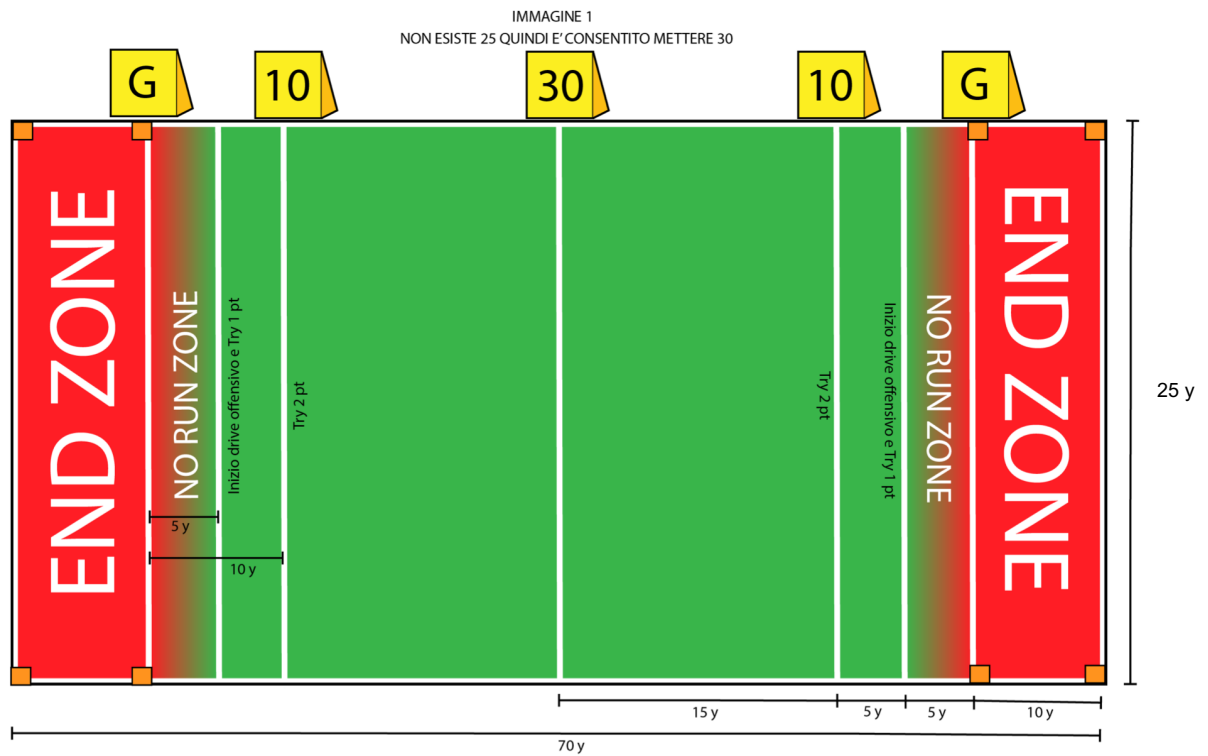 IMMAGINE 1
NON ESISTE 25 QUINDI E' CONSENTITO METTERE 30
G
10
30
10
G
END ZONE
NO RUN ZONE
Inizio drive offensivo e Try 1 pt
Try 2 pt
Try 2 pt
Inizio drive offensivo e Try 1 pt
NO RUN ZONE
END ZONE
25 y
5 y
10 y
15 y
5 y
5 y
10 y
70 y